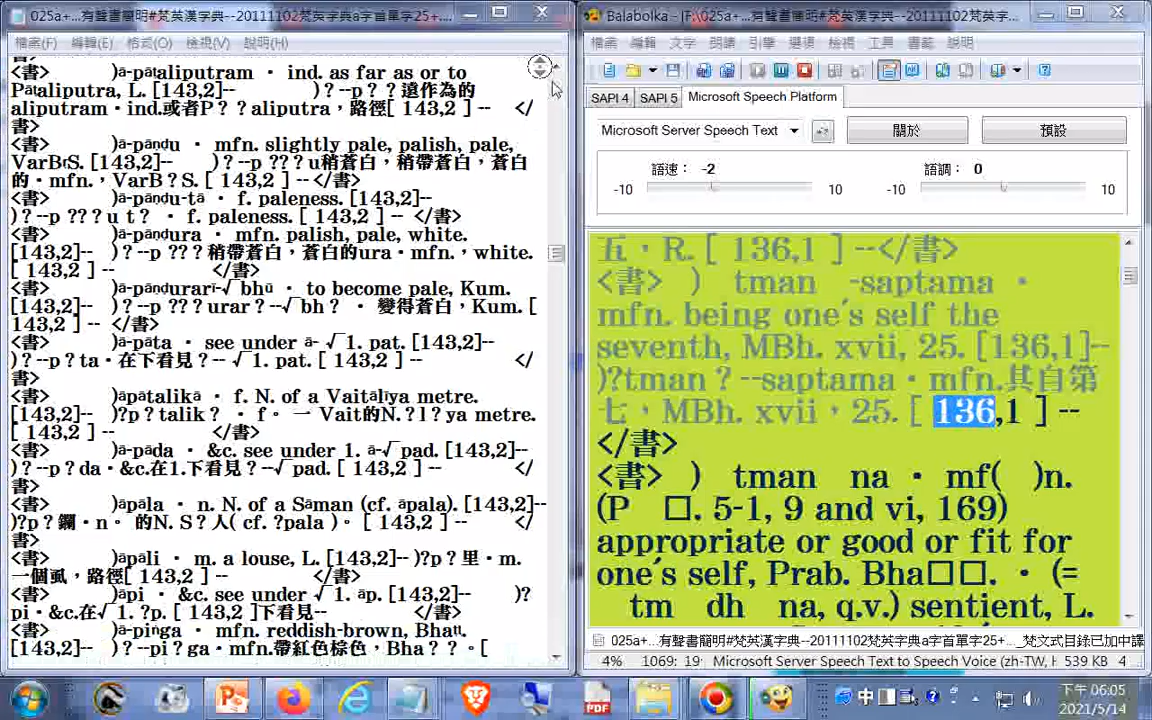 025a+...有聲書簡明#梵英漢字典--20111102梵英字典a字首單字25+...
檔案(F) 編輯(E) 格式(O) 檢視(V) 說明(H)
書>
<書> )ā-pāṭaliputram · ind. as far as or to
Pāṭaliputra, L. [143,2]-- )?--p??遠作為的
aliputram·ind.或者P??aliputra，路徑[ 143,2 ] -- </
書>
<書> )ā-pāṇḍu · mfn. slightly pale, palish, pale,
VarBṛS. [143,2]-- )?--p ???u稍蒼白，稍帶蒼白，蒼白
的·mfn.，VarB?S. [ 143,2 ] --</書>
<書> )ā-pāṇḍu-tā · f. paleness. [143,2]--
)?--p ???u t? · f. paleness. [ 143,2 ] -- </書>
<書> )ā-pāṇḍura · mfn. palish, pale, white.
[143,2]-- )?--p ???稍帶蒼白，蒼白的ura·mfn.，white.
[ 143,2 ] -- </書>
<書> )ā-pāṇḍurarī-√bhū · to become pale, Kum.
[143,2]-- )?--p ???urar?--√bh? · 變得蒼白，Kum. [
143,2 ] -- </書>
<書> )ā-pāta · see under ā- √1. pat. [143,2]--
)?--p?ta·在下看見?-- √1. pat. [ 143,2 ] -- </
書>
<書> )āpātalikā · f. N. of a Vaitālīya metre.
[143,2]-- )?p?talik? · f。一 Vait的N.?l?ya metre.
[ 143,2 ] -- </書>
<書> )ā-pāda · &c. see under 1. ā-√pad. [143,2]--
)?--p?da·&c.在1.下看見?--√pad. [ 143,2 ] -- </
書>
<書> )āpāla · n. N. of a Sāman (cf. āpala). [143,2]--
)?p?鑭·n。的N. S?人( cf. ?pala )。[ 143,2 ] -- </
書>
<書> )āpāli · m. a louse, L. [143,2]-- )?p?里·m.
一個虱，路徑[ 143,2 ] -- </書>
<書> )āpi · &c. see under √1. āp. [143,2]-- )?
pi·&c.在√1. ?p. [ 143,2 ]下看見-- </書>
<書> )ā-piṅga · mfn. reddish-brown, Bhaṭṭ.
[143,2]-- )?--pi?ga·mfn.帶紅色棕色，Bha??。[
Balabolka - [F:\025a+...有聲書簡明#梵英漢字典--20111102梵英字...
檔案 編輯 文字 朗讀 引擎 選項 檢視 工具 書籤 說明
SAPI 4 SAPI 5 Microsoft Speech Platform
Microsoft Server Speech Text 關於 預設
語速： -2 語調： 0
-10 10 -10 10
五，R. [ 136,1 ] --</書>
<書> ) tman -saptama ·
mfn. being one's self the
seventh, MBh. xvii, 25. [136,1]--
)?tman?--saptama·mfn.其自第
七，MBh. xvii，25. [ 136,1 ] --
</書>
<書> ) tman na · mf( )n.
(P □. 5-1, 9 and vi, 169)
appropriate or good or fit for
one's self, Prab. Bha□□. · (=
tm dh na, q.v.) sentient, L.
025a+...有聲書簡明#梵英漢字典--20111102梵英字典a字首單字25+..._梵文式目錄已加中譯
4% 1069: 19 Microsoft Server Speech Text to Speech Voice (zh-TW, H 539 KB 4
中 下午 06:05
2021/5/14